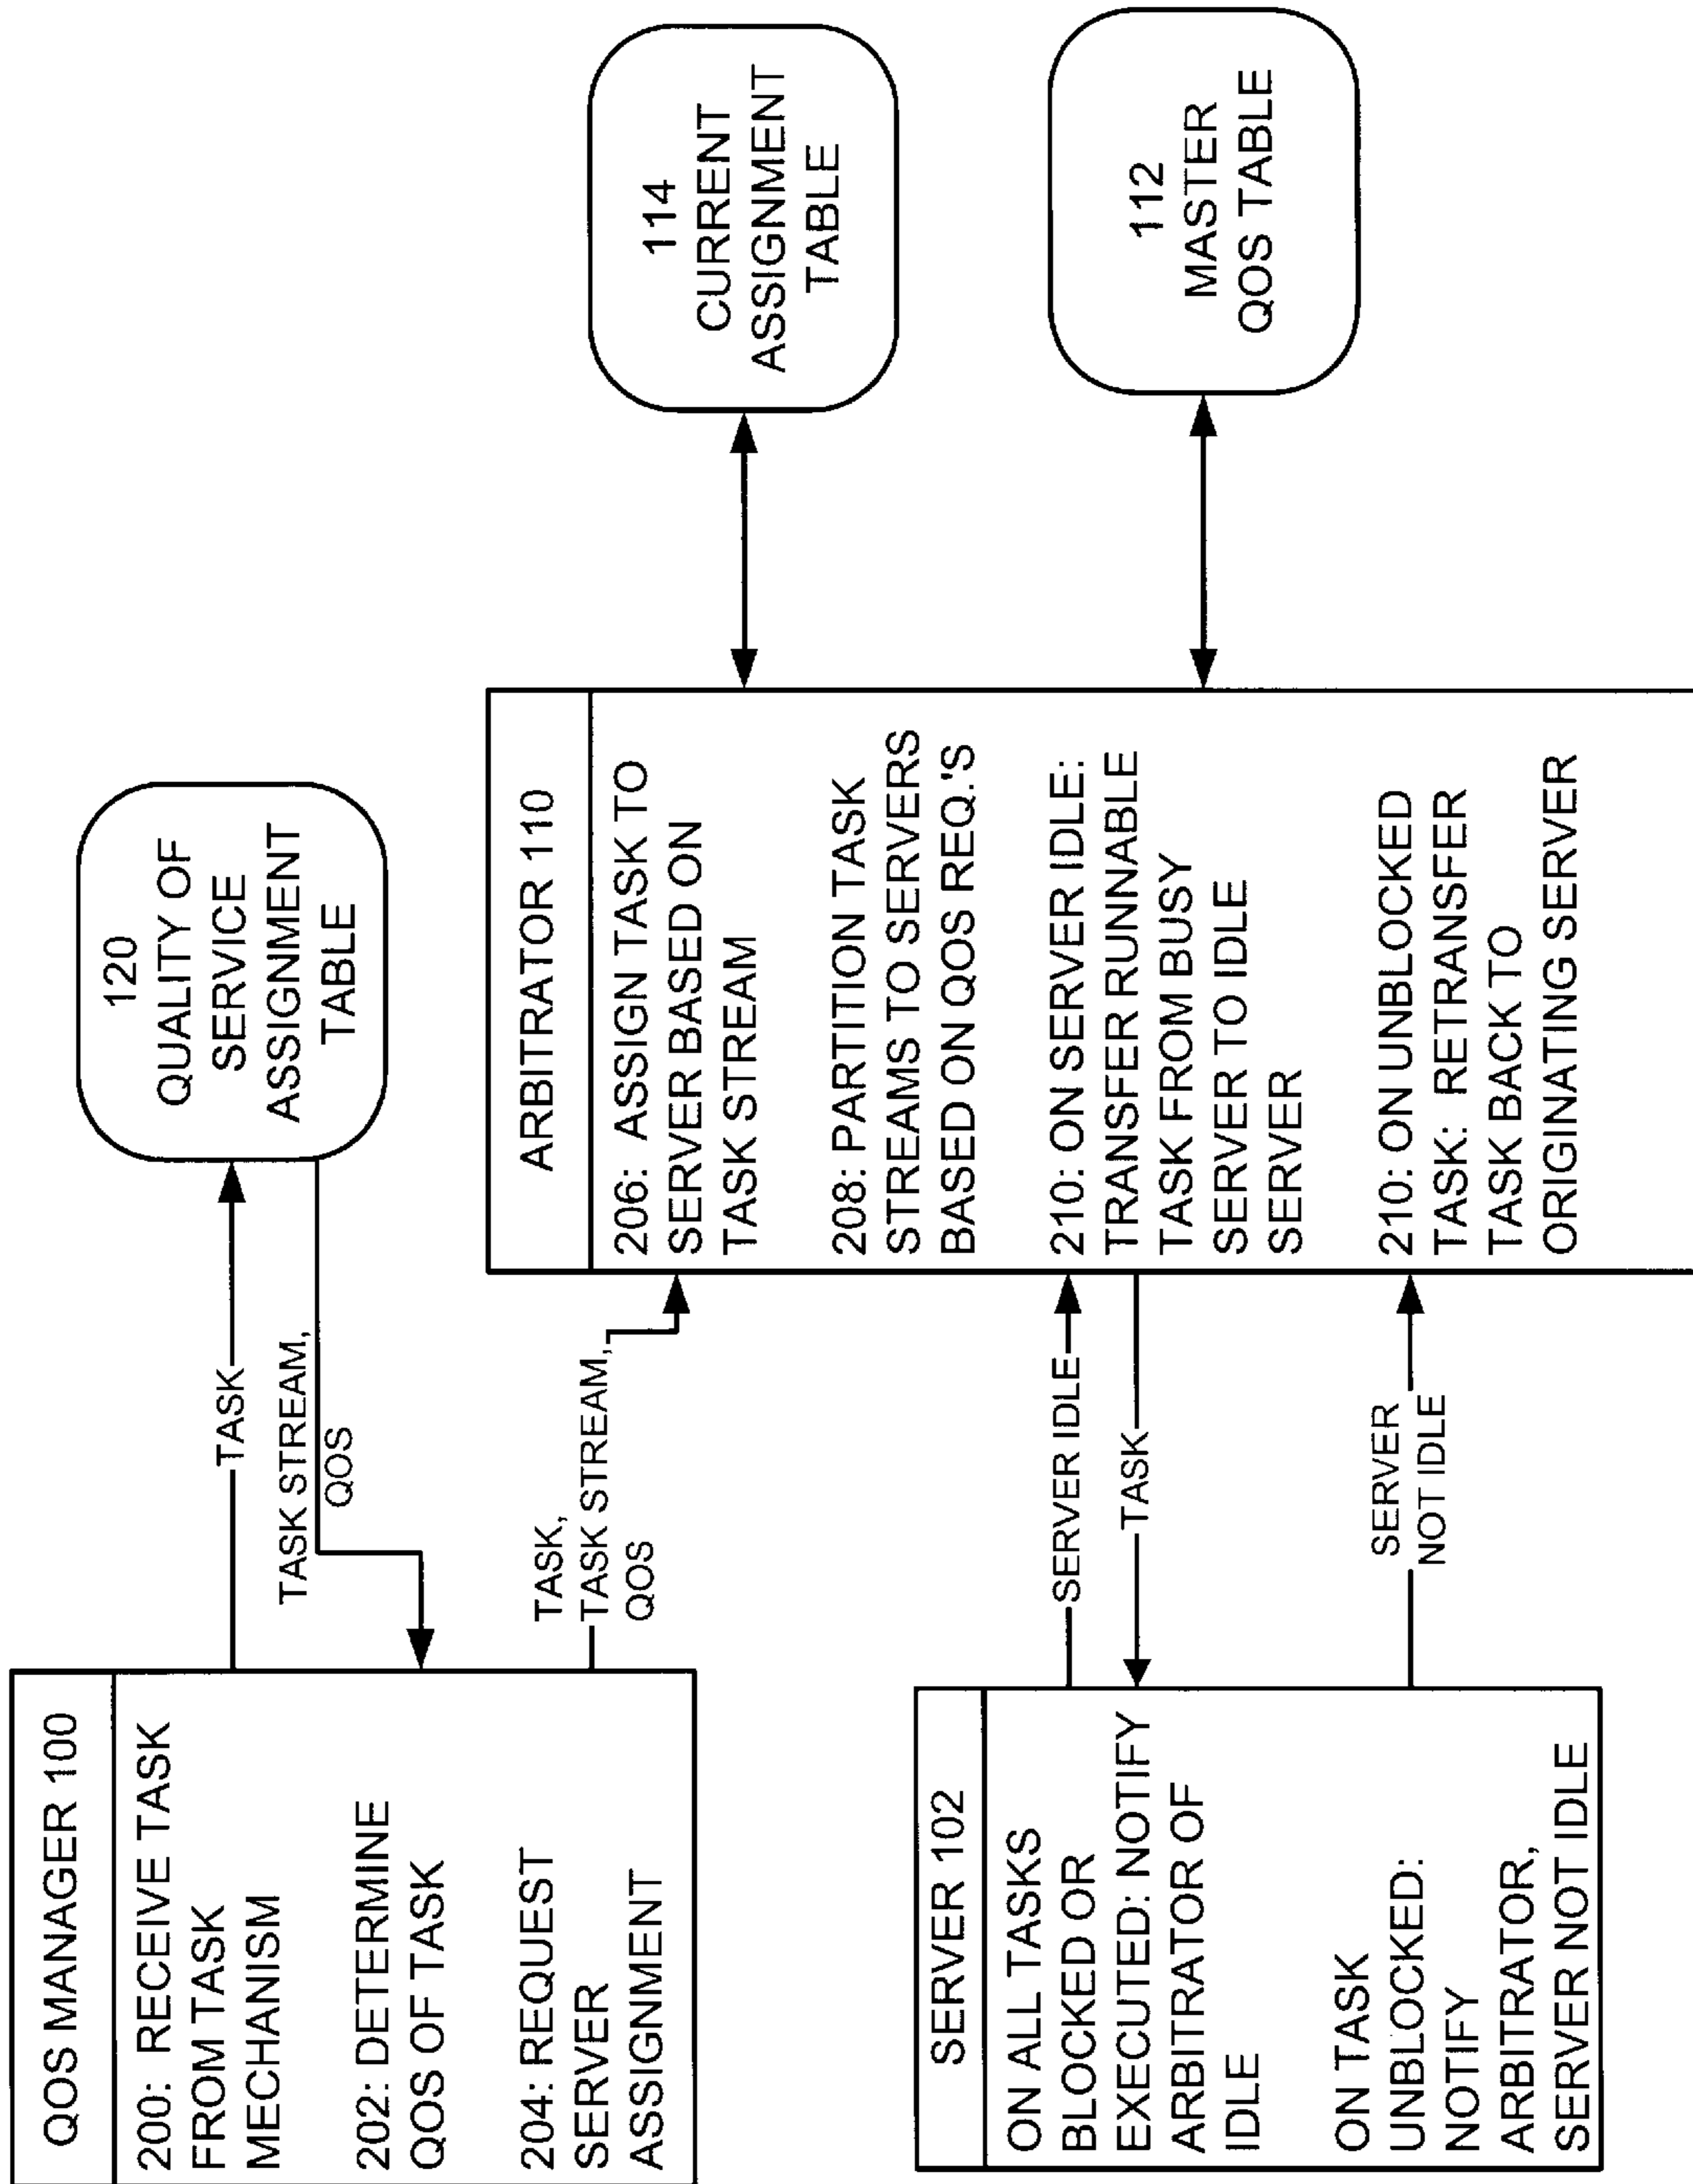 QOS MANAGER 100
200: RECEIVE TASK
FROM TASK
MECHANISM
202: DETERMINE
QOS OF TASK
204: REQUEST
SERVER
ASSIGNMENT
TASK
TASK STREAM,
QOS
120
QUALITY OF
SERVICE
ASSIGNMENT
TABLE
TASK,
TASK STREAM,
QOS
SERVER 102
ON ALL TASKS
BLOCKED OR
EXECUTED: NOTIFY
ARBITRATOR OF
IDLE
ON TASK
UNBLOCKED:
NOTIFY
ARBITRATOR,
SERVER NOT IDLE
SERVER IDLE
TASK
SERVER
NOT IDLE
ARBITRATOR 110
206: ASSIGN TASK TO
SERVER BASED ON
TASK STREAM
208: PARTITION TASK
STREAMS TO SERVERS
BASED ON QOS REQ.'S
210: ON SERVER IDLE:
TRANSFER RUNNABLE
TASK FROM BUSY
SERVER TO IDLE
SERVER
210: ON UNBLOCKED
TASK: RETRANSFER
TASK BACK TO
ORIGINATING SERVER
114
CURRENT
ASSIGNMENT
TABLE
112
MASTER
QOS TABLE